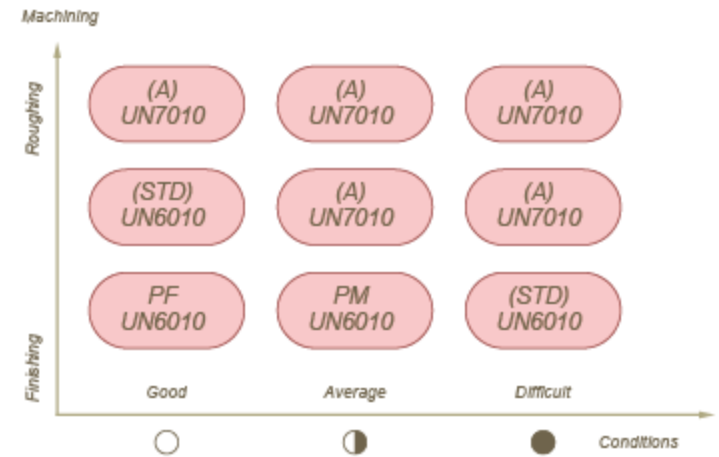 Machining
Roughing
(A)
UN7010
(A)
UN7010
(A)
UN7010
(STD)
UN6010
(A)
UN7010
(A)
UN7010
Finishing
PF
UN6010
PM
UN6010
(STD)
UN6010
Good
Average
Difficult
Conditions